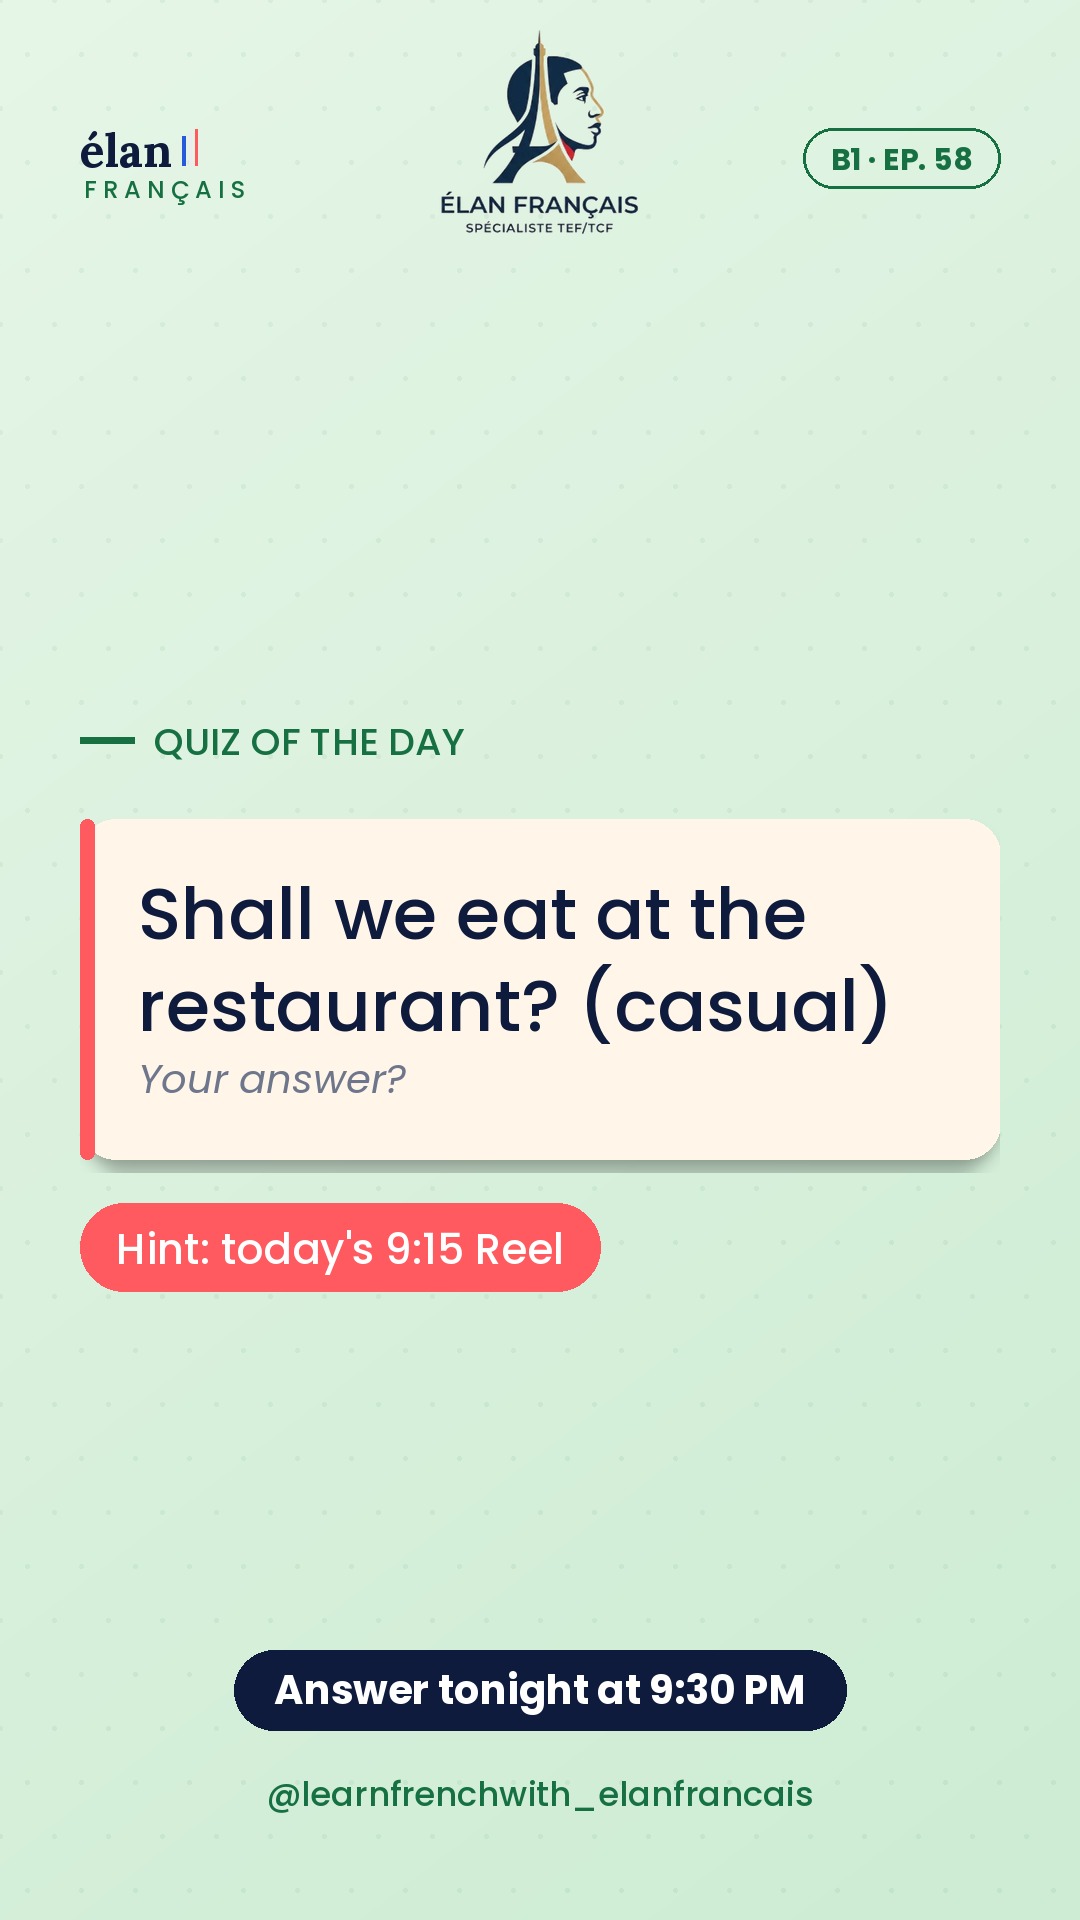 élan
FRANÇAIS
ÉLAN FRANÇAIS
SPÉCIALISTE TEF/TCF
B1 · EP. 58
QUIZ OF THE DAY
Shall we eat at the
restaurant? (casual)
Your answer?
Hint: today's 9:15 Reel
Answer tonight at 9:30 PM
@learnfrenchwith_elanfrancais